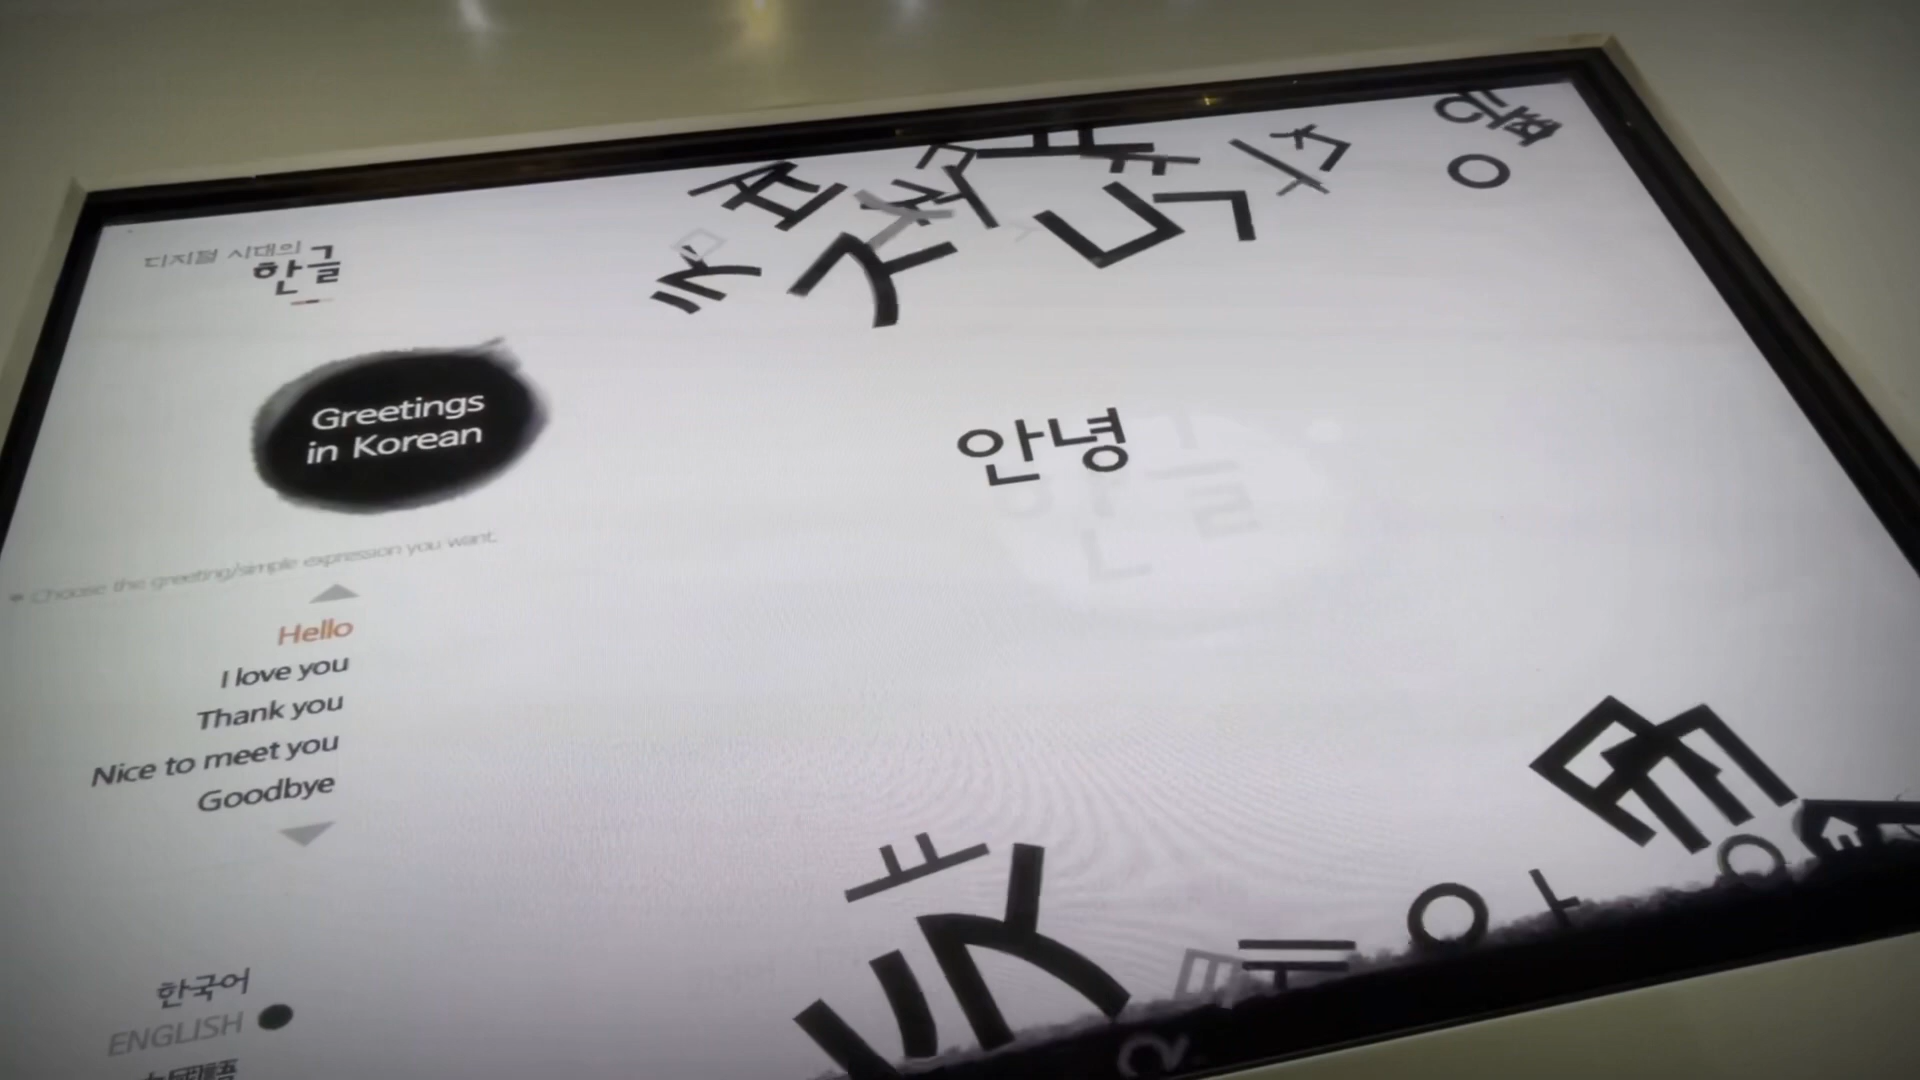 디지털 시대의
한글
Greetings
in Korean
* Choose the greeting/simple expression you want.
Hello
I love you
Thank you
Nice to meet you
Goodbye
안녕
한국어
ENGLISH